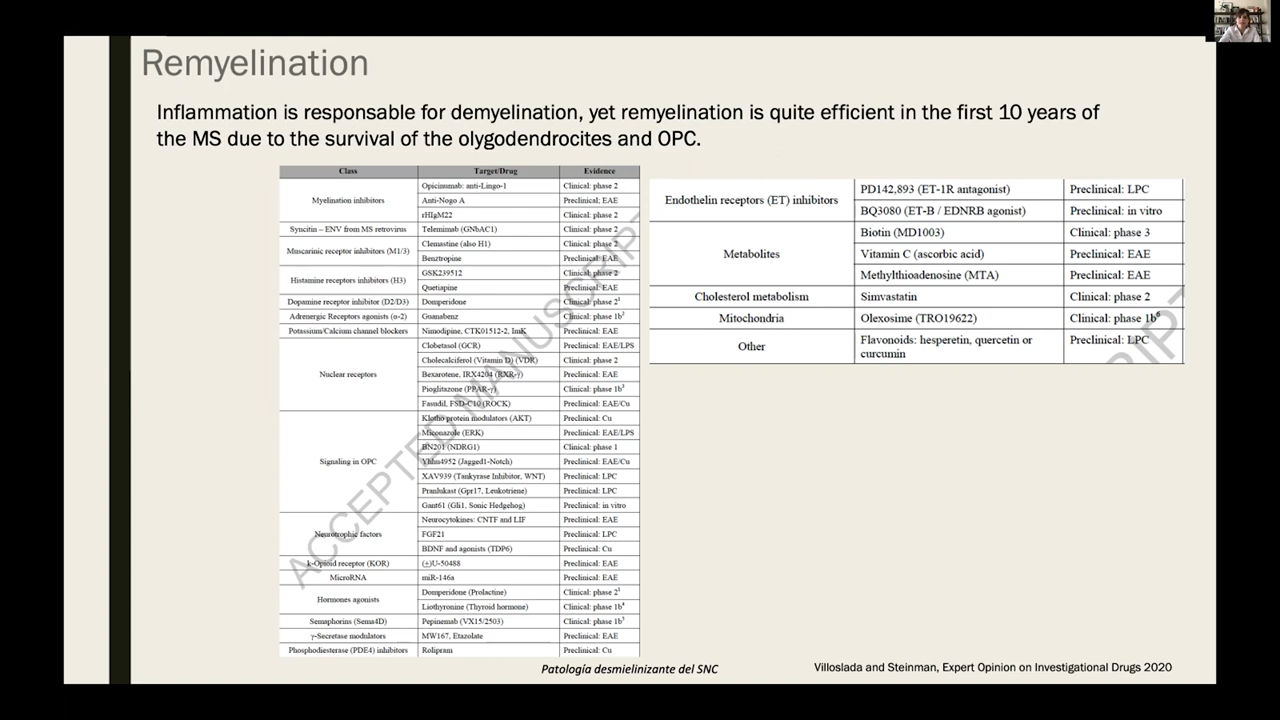 Remyelination
Inflammation is responsable for demyelination, yet remyelination is quite efficient in the first 10 years of
the MS due to the survival of the olygodendrocites and OPC.
Class Target/Drug Evidence
Myelination inhibitors Opicinumab: anti-Lingo-1 Clinical: phase 2
Anti-Nogo A Preclinical; EAE
rHIgM22 Clinical: phase 2
Syncitin – ENV from MS retrovirus Telemimab (GNbAC1) Clinical: phase 2
Muscarinic receptor inhibitors (M1/3) Clemastine (also H1) Clinical: phase 2
Benztropine Preclinical: EAE
Histamine receptors inhibitors (H3) GSK239512 Clinical: phase 2
Quetiapine Preclinical: EAE
Dopamine receptor inhibitor (D2/D3) Domperidone Clinical: phase 2¹
Adrenergic Receptors agonists (α-2) Guanabenz Clinical: phase 1b²
Potassium/Calcium channel blockers Nimodipine, CTK01512-2, ImK Preclinical: EAE
Nuclear receptors Clobetasol (GCR) Preclinical: EAE/LPS
Cholecalciferol (Vitamin D) (VDR) Clinical: phase 2
Bexarotene, IRX4204 (RXR-γ) Preclinical: EAE
Pioglitazone (PPAR-γ) Clinical: phase 1b³
Fasudil, FSD-C10 (ROCK) Preclinical: EAE/Cu
Signaling in OPC Klotho protein modulators (AKT) Preclinical: Cu
Miconazole (ERK) Preclinical: EAE/LPS
BN201 (NDRG1) Clinical: phase 1
Yhhu4952 (Jagged1-Notch) Preclinical: EAE/Cu
XAV939 (Tankyrase Inhibitor, WNT) Preclinical: LPC
Pranlukast (Gpr17, Leukotriene) Preclinical: LPC
Gant61 (Gli1, Sonic Hedgehog) Preclinical: in vitro
Neurotrophic factors Neurocytokines: CNTF and LIF Preclinical: EAE
FGF21 Preclinical: LPC
BDNF and agonists (TDP6) Preclinical: Cu
k-Opioid receptor (KOR) (±)U-50488 Preclinical: EAE
MicroRNA miR-146a Preclinical: EAE
Hormones agonists Domperidone (Prolactine) Clinical: phase 2¹
Liothyronine (Thyroid hormone) Clinical: phase 1b⁴
Semaphorins (Sema4D) Pepinemab (VX15/2503) Clinical: phase 1b⁵
γ-Secretase modulators MW167, Etazolate Preclinical: EAE
Phosphodiesterase (PDE4) inhibitors Rolipram Preclinical: Cu
ACCEPTED MANUSCRIPT
Endothelin receptors (ET) inhibitors PD142,893 (ET-1R antagonist) Preclinical: LPC
BQ3080 (ET-B / EDNRB agonist) Preclinical: in vitro
Metabolites Biotin (MD1003) Clinical: phase 3
Vitamin C (ascorbic acid) Preclinical: EAE
Methylthioadenosine (MTA) Preclinical: EAE
Cholesterol metabolism Simvastatin Clinical: phase 2
Mitochondria Olexosime (TRO19622) Clinical: phase 1b⁶
Other Flavonoids: hesperetin, quercetin or Preclinical: LPC
curcumin
RIPT
Patología desmielinizante del SNC
Villoslada and Steinman, Expert Opinion on Investigational Drugs 2020